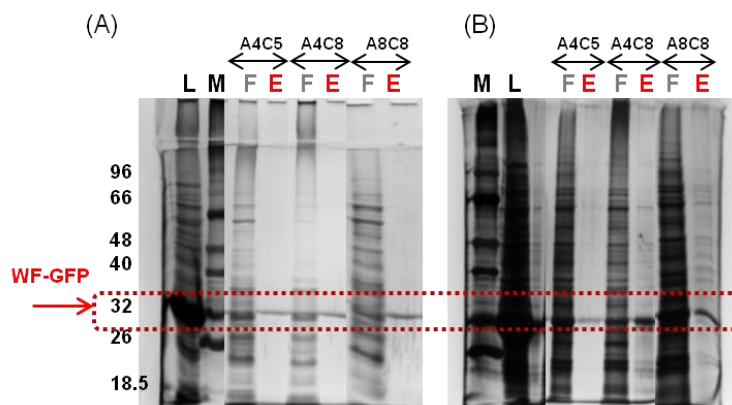 (A) (B)
A4C5 A4C8 A8C8 A4C5 A4C8 A8C8
L M F E F E F E M L F E F E F E
96
66
48
40
WF-GFP
32
26
18.5